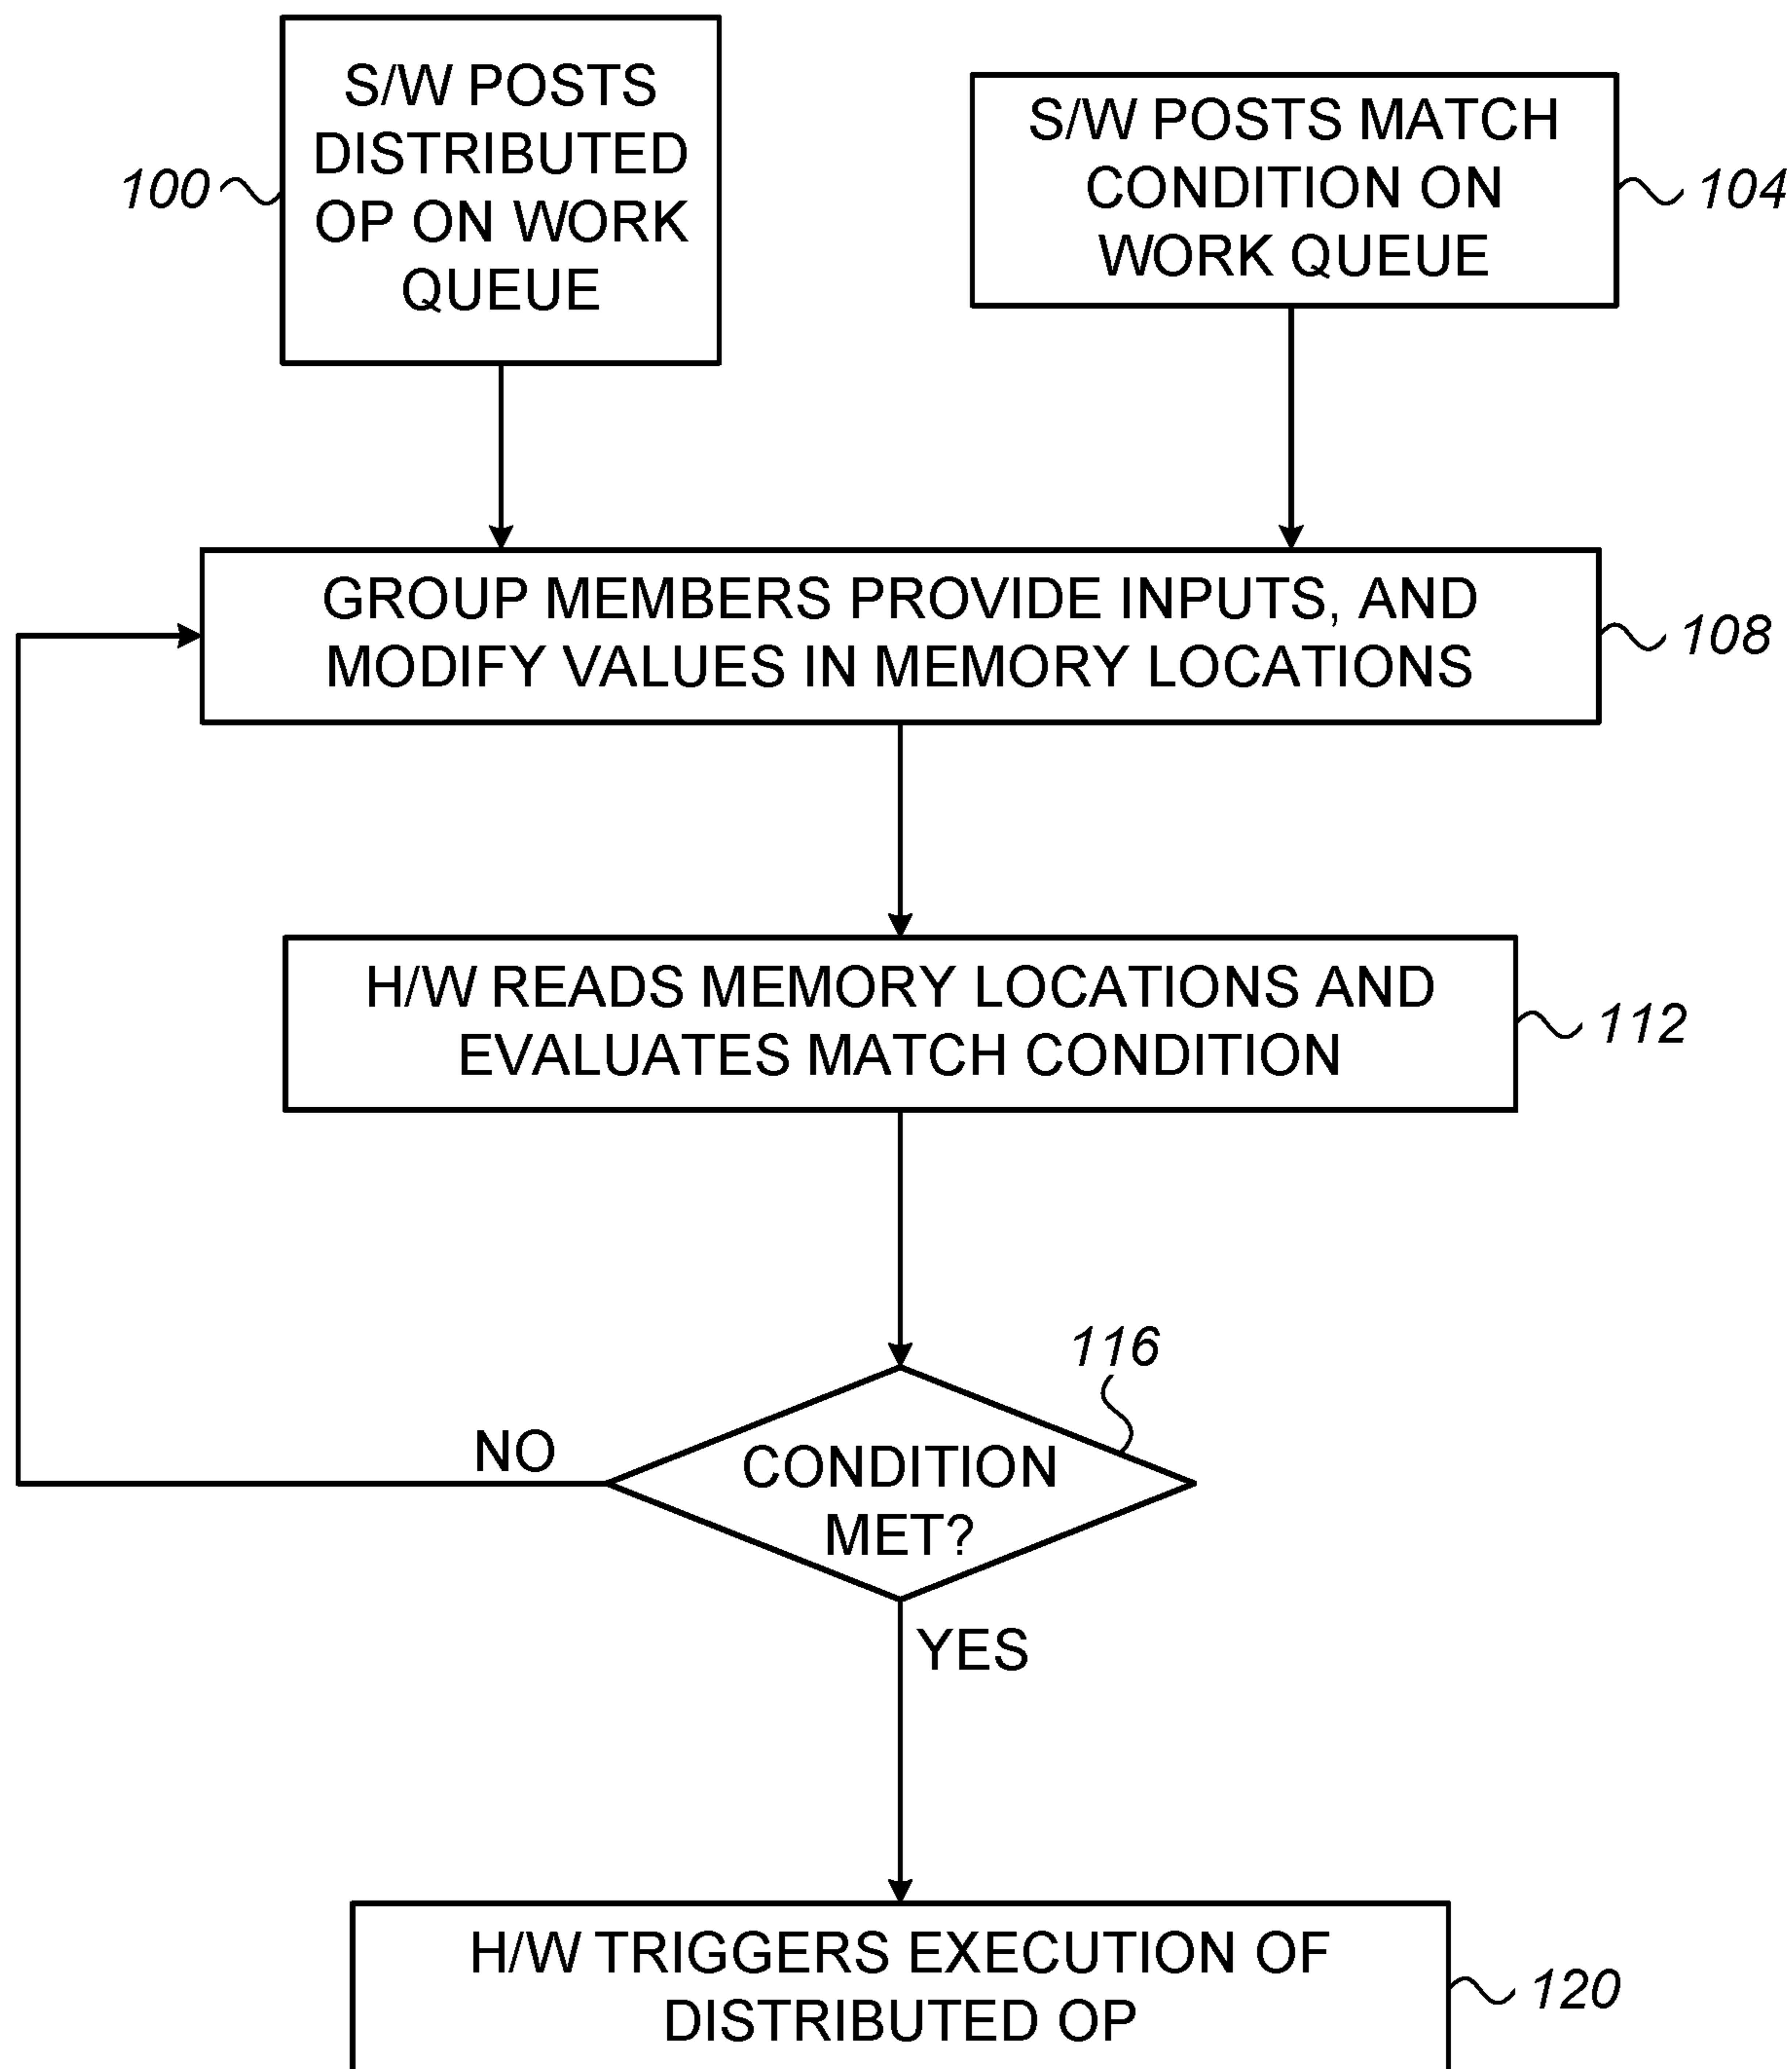 S/W POSTS
DISTRIBUTED
OP ON WORK
QUEUE
100
S/W POSTS MATCH
CONDITION ON
WORK QUEUE
104
GROUP MEMBERS PROVIDE INPUTS, AND
MODIFY VALUES IN MEMORY LOCATIONS
108
H/W READS MEMORY LOCATIONS AND
EVALUATES MATCH CONDITION
112
116
NO
CONDITION
MET?
YES
H/W TRIGGERS EXECUTION OF
DISTRIBUTED OP
120